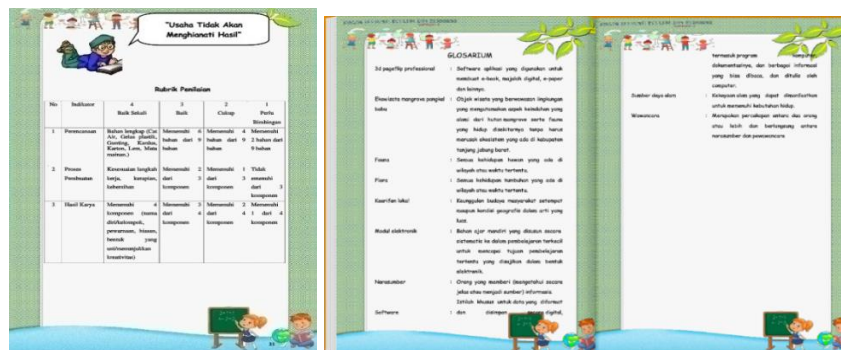 "Usaha Tidak Akan
Menghianati Hasil"
Rubrik Penilaian
No Indikator 4 3 2 1
Baik Sekali Baik Cukup Perlu
Bimbingan
1 Perencanaan Bahan lengkap (Cat Memenuhi 6 Memenuhi 4 Memenuhi
Air, Gelas plastik, bahan dari 9 bahan dari 9 2 bahan dari
Gunting, Kardus, bahan bahan 9 bahan
Karton, Lem, Mata
mainan.)
2 Proses Kesesuaian langkah Memenuhi 2 Memenuhi 1 Tidak
Pembuatan kerja, kerapian, dari 3 dari 3 memenuhi
kebersihan komponen komponen dari 3
komponen
3 Hasil Karya Memenuhi 4 Memenuhi 3 Memenuhi 2 Memenuhi
komponen (nama dari 4 dari 4 1 dari 4
diri/kelompok, komponen komponen komponen
pewarnaan, hiasan,
bentuk yang
unik/menunjukkan
kreativitas)
GLOSARIUM
3d pageflip professional : Software aplikasi yang digunakan untuk
membuat e-book, majalah digital, e-paper
dan lainnya.
Ekowisata mangrove pangkal : Objek wisata yang berwawasan lingkungan
babu yang mengutamakan aspek keindahan yang
alami dari hutan mangrove serta fauna
yang hidup disekitarnya tanpa harus
merusak ekosistem yang ada di kabupaten
tanjung jabung barat.
Fauna : Semua kehidupan hewan yang ada di
wilayah atau waktu tertentu.
Flora : Semua kehidupan tumbuhan yang ada di
wilayah atau waktu tertentu.
Kearifan lokal : Keunggulan budaya masyarakat setempat
maupun kondisi geografis dalam arti yang
luas.
Modul elektronik : Bahan ajar mandiri yang disusun secara
sistematis ke dalam pembelajaran terkecil
untuk mencapai tujuan pembelajaran
tertentu yang disajikan dalam bentuk
elektronik.
Narasumber : Orang yang memberi (mengetahui secara
jelas atau menjadi sumber) informasi.
Istilah khusus untuk data yang diformat
Software : dan disimpan secara digital,
termasuk program komputer,
dokumentasinya, dan berbagai informasi
yang bisa dibaca, dan ditulis oleh
computer.
Sumber daya alam : Kekayaan alam yang dapat dimanfaatkan
untuk memenuhi kebutuhan hidup.
Wawancara : Merupakan percakapan antara dua orang
atau lebih dan berlangsung antara
narasumber dan pewawancara